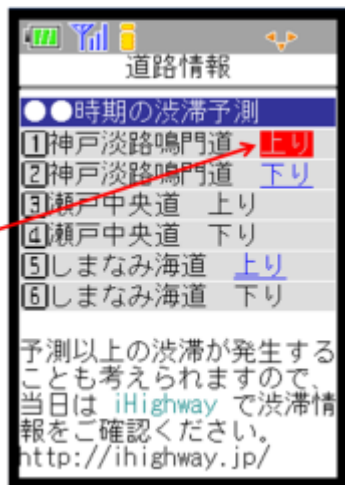 道路情報
●●時期の渋滞予測
1神戸淡路鳴門道 上り
2神戸淡路鳴門道 下り
3瀬戸中央道 上り
4瀬戸中央道 下り
5しまなみ海道 上り
6しまなみ海道 下り
予測以上の渋滞が発生する
ことも考えられますので、
当日は iHighway で渋滞情
報をご確認ください。
http://ihighway.jp/